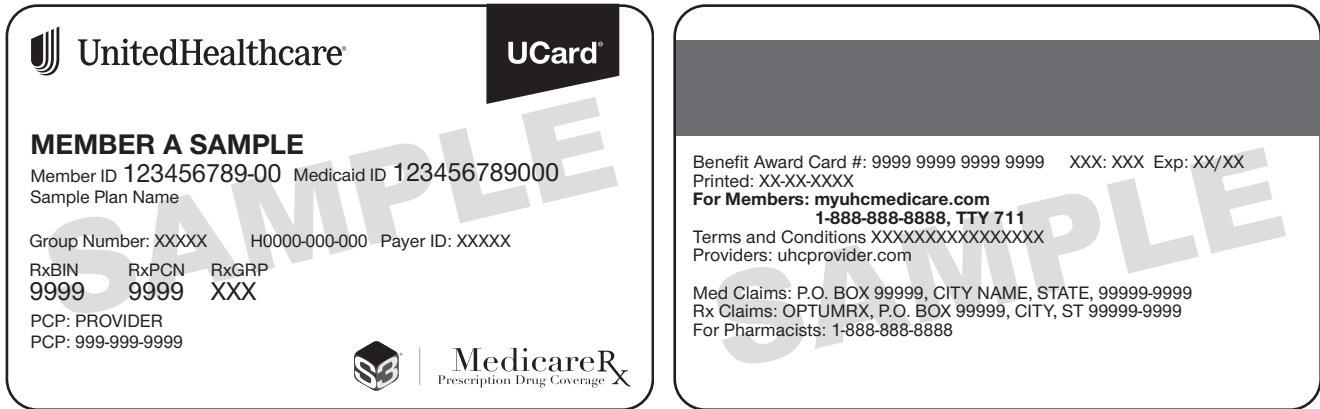 UnitedHealthcare®
UCard®
MEMBER A SAMPLE
Member ID 123456789-00 Medicaid ID 123456789000
Sample Plan Name
Group Number: XXXXX H0000-000-000 Payer ID: XXXXX
RxBIN RxPCN RxGRP
9999 9999 XXX
PCP: PROVIDER
PCP: 999-999-9999
S3®
MedicareRx
Prescription Drug Coverage
SAMPLE
Benefit Award Card #: 9999 9999 9999 9999 XXX: XXX Exp: XX/XX
Printed: XX-XX-XXXX
For Members: myuhcmedicare.com
1-888-888-8888, TTY 711
Terms and Conditions XXXXXXXXXXXXXXXX
Providers: uhcprovider.com
Med Claims: P.O. BOX 99999, CITY NAME, STATE, 99999-9999
Rx Claims: OPTUMRX, P.O. BOX 99999, CITY, ST 99999-9999
For Pharmacists: 1-888-888-8888
SAMPLE